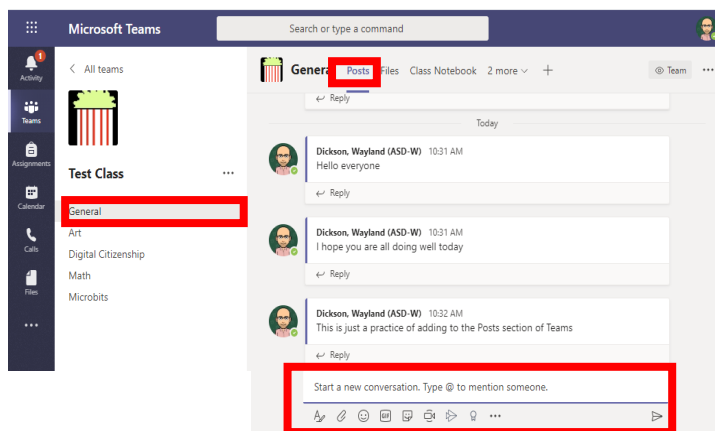 Microsoft Teams
Search or type a command
1
Activity
Teams
Assignments
Calendar
Calls
Files
All teams
Test Class
General
Art
Digital Citizenship
Math
Microbits
General Posts Files Class Notebook 2 more Team
Reply
Today
Dickson, Wayland (ASD-W) 10:31 AM
Hello everyone
Reply
Dickson, Wayland (ASD-W) 10:31 AM
I hope you are all doing well today
Reply
Dickson, Wayland (ASD-W) 10:32 AM
This is just a practice of adding to the Posts section of Teams
Reply
Start a new conversation. Type @ to mention someone.
GIF